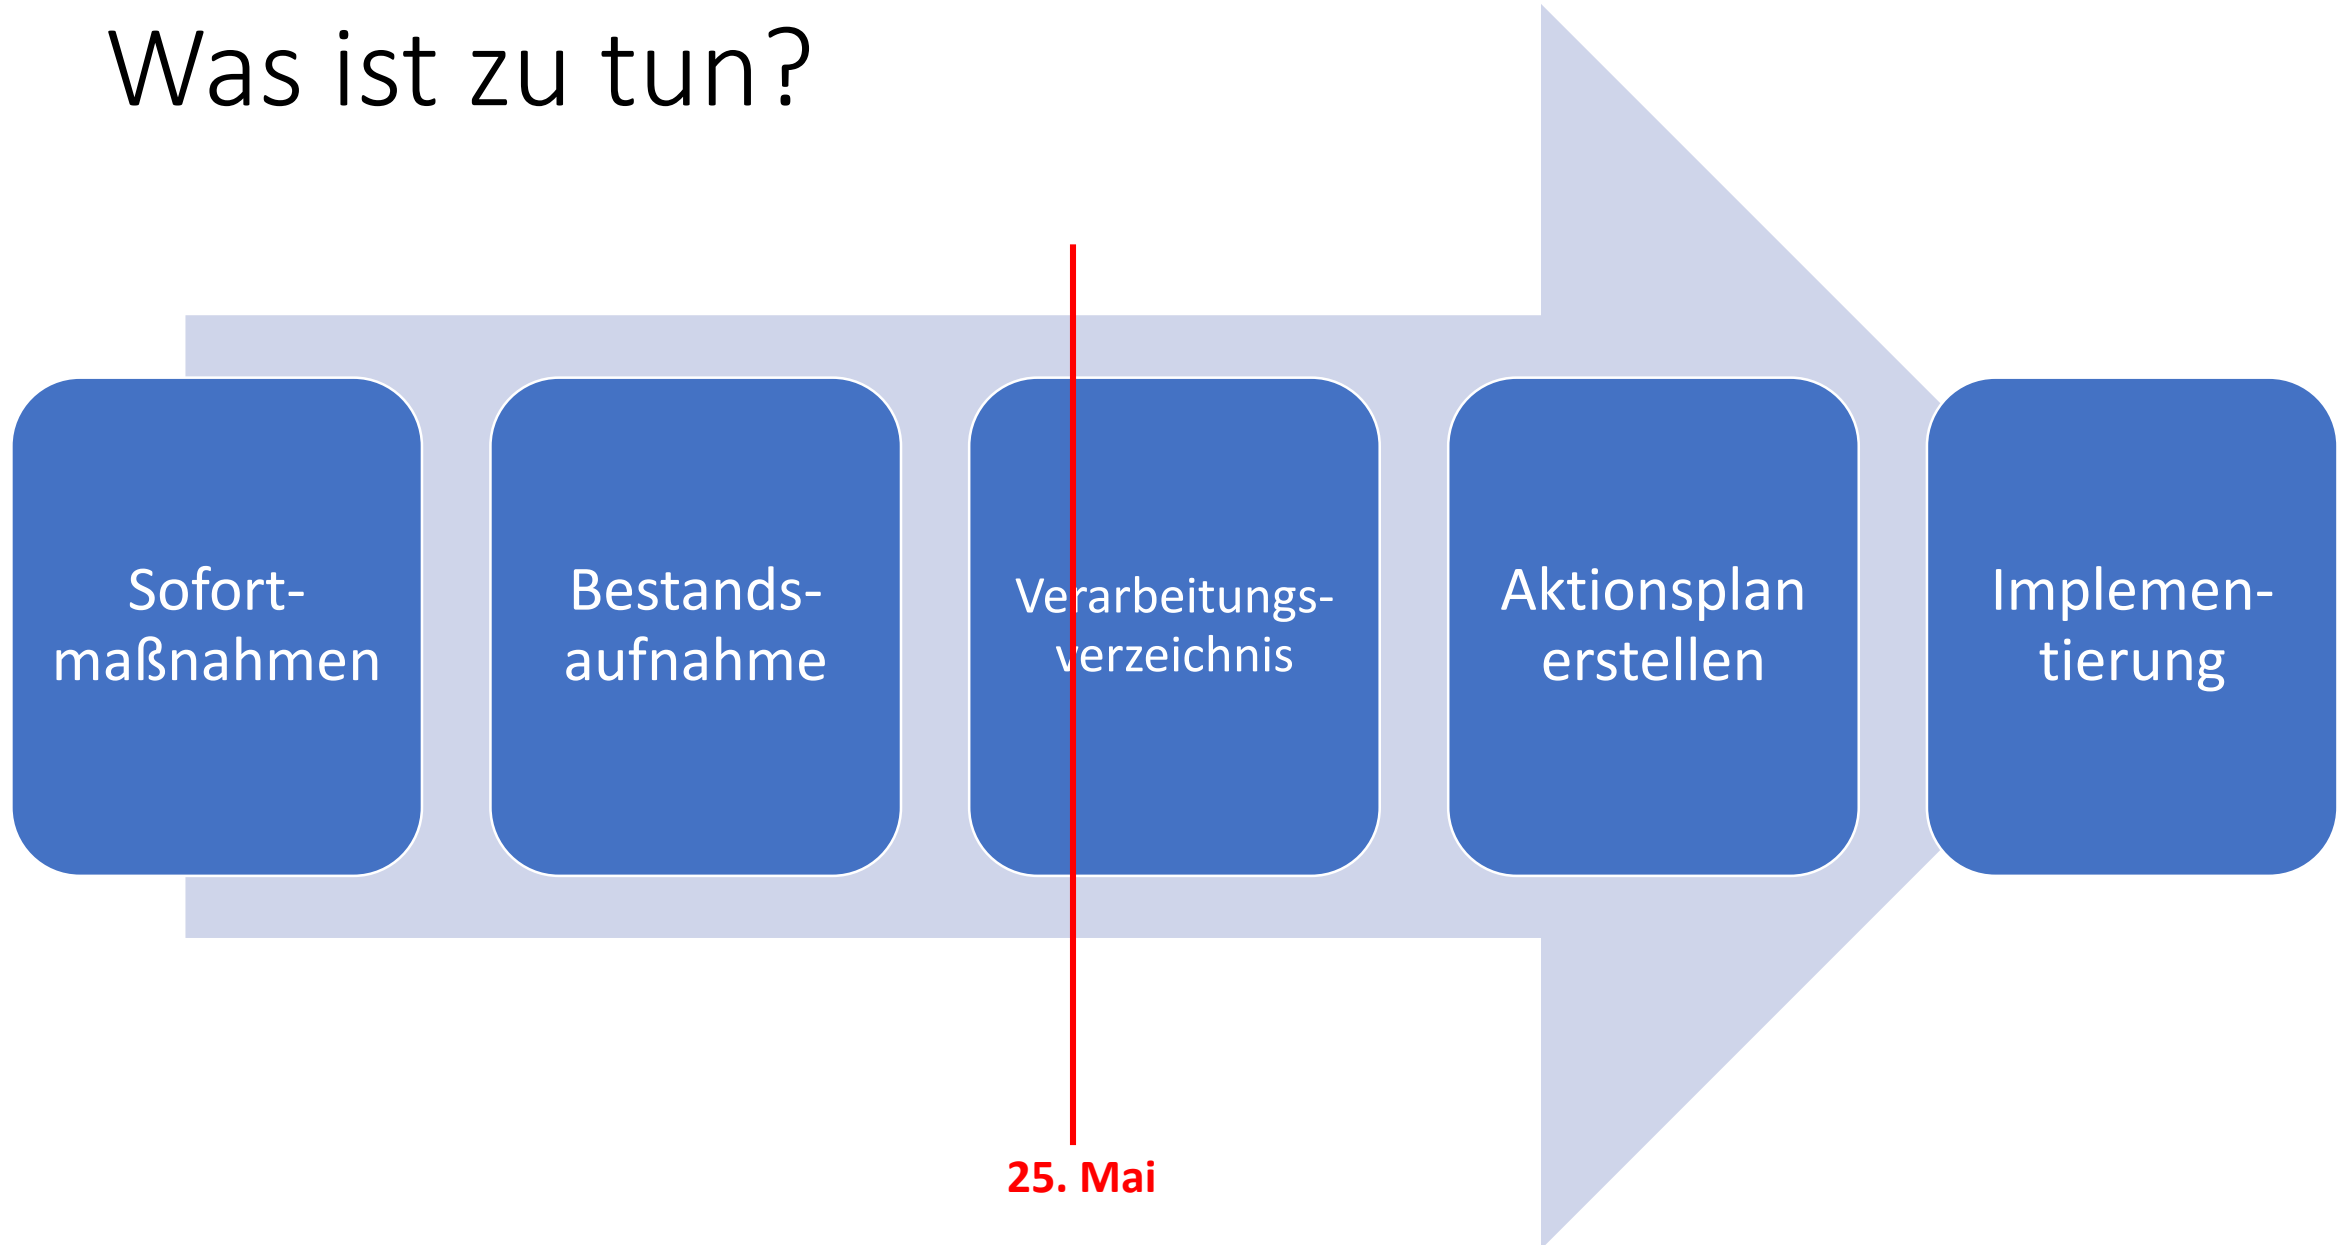 Was ist zu tun?
Sofort-
maßnahmen
Bestands-
aufnahme
Verarbeitungs-
verzeichnis
Aktionsplan
erstellen
Implemen-
tierung
25. Mai